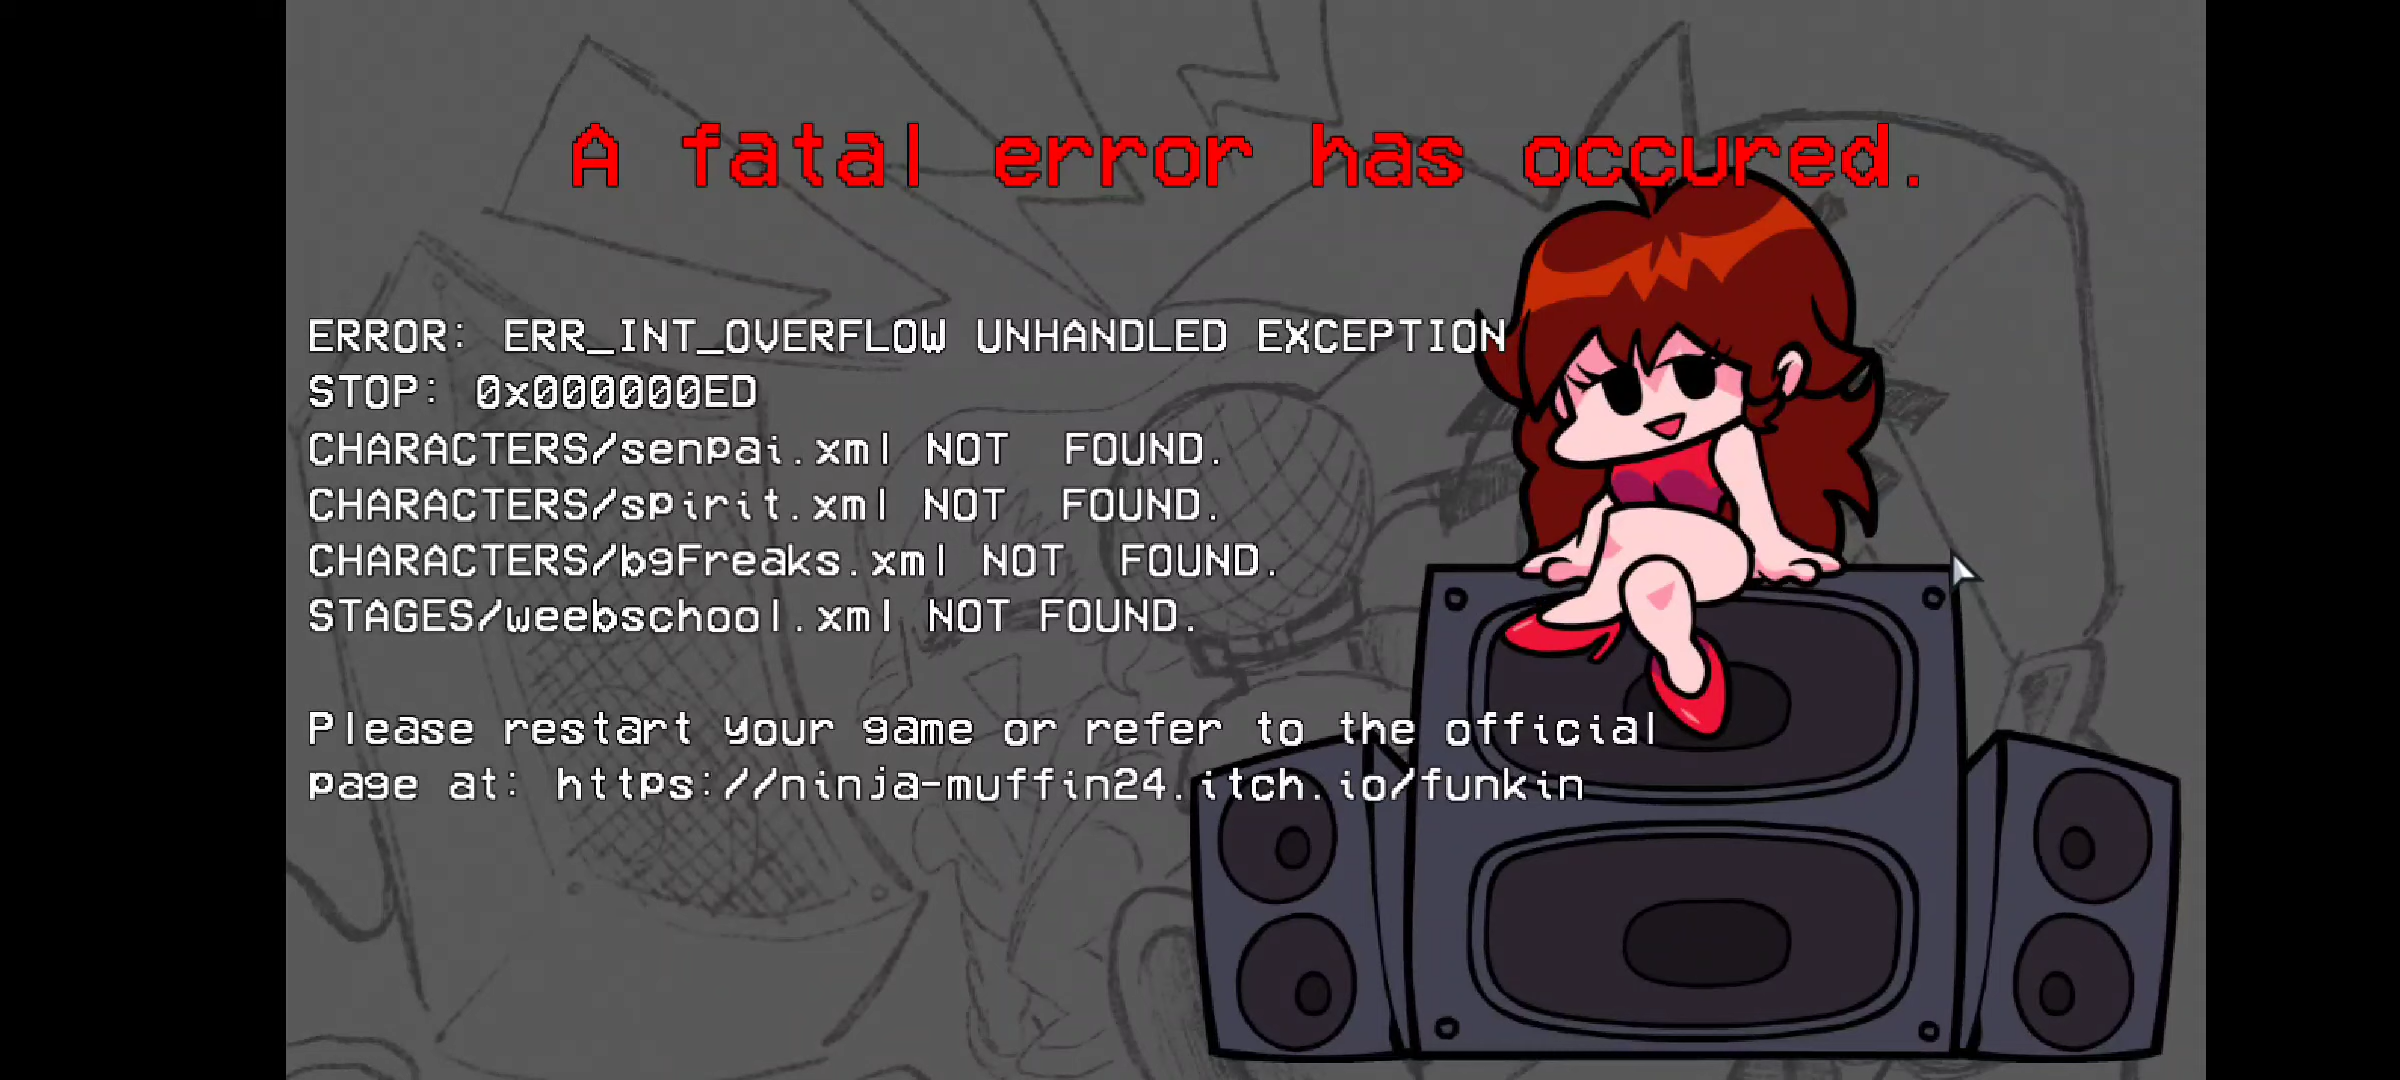 A fatal error has occured.
ERROR: ERR_INT_OVERFLOW UNHANDLED EXCEPTION
STOP: 0x000000ED
CHARACTERS/senpai.xml NOT  FOUND.
CHARACTERS/spirit.xml NOT  FOUND.
CHARACTERS/bgFreaks.xml NOT  FOUND.
STAGES/weebschool.xml NOT FOUND.
Please restart your game or refer to the official
page at: https://ninja-muffin24.itch.io/funkin